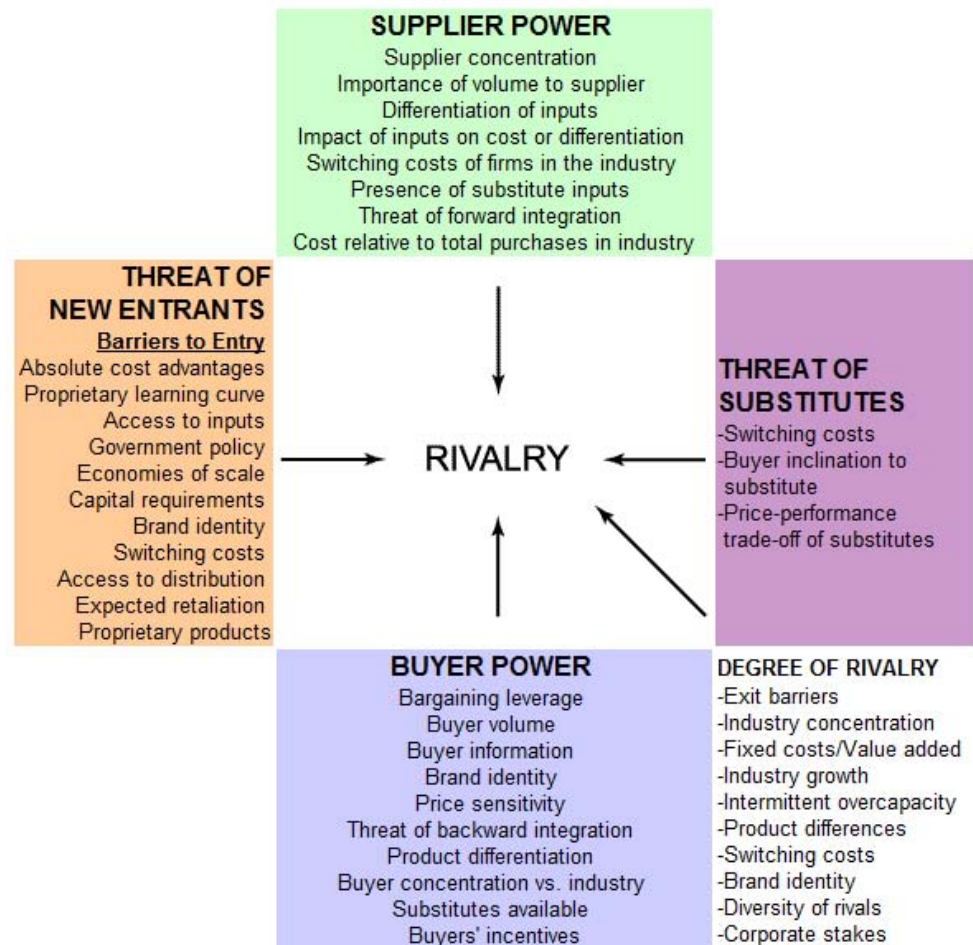 SUPPLIER POWER
Supplier concentration
Importance of volume to supplier
Differentiation of inputs
Impact of inputs on cost or differentiation
Switching costs of firms in the industry
Presence of substitute inputs
Threat of forward integration
Cost relative to total purchases in industry
THREAT OF
NEW ENTRANTS
Barriers to Entry
Absolute cost advantages
Proprietary learning curve
Access to inputs
Government policy
Economies of scale
Capital requirements
Brand identity
Switching costs
Access to distribution
Expected retaliation
Proprietary products
RIVALRY
THREAT OF
SUBSTITUTES
-Switching costs
-Buyer inclination to
substitute
-Price-performance
trade-off of substitutes
BUYER POWER
Bargaining leverage
Buyer volume
Buyer information
Brand identity
Price sensitivity
Threat of backward integration
Product differentiation
Buyer concentration vs. industry
Substitutes available
Buyers' incentives
DEGREE OF RIVALRY
-Exit barriers
-Industry concentration
-Fixed costs/Value added
-Industry growth
-Intermittent overcapacity
-Product differences
-Switching costs
-Brand identity
-Diversity of rivals
-Corporate stakes